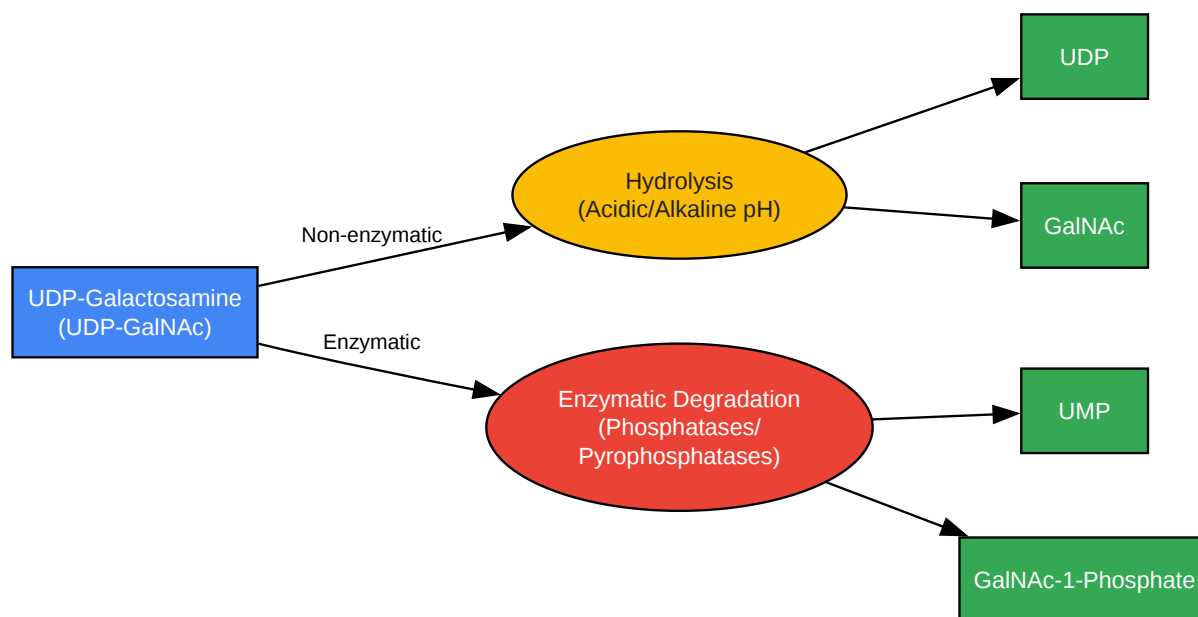 UDP
Hydrolysis
(Acidic/Alkaline pH)
GalNAc
Non-enzymatic
UDP-Galactosamine
(UDP-GalNAc)
Enzymatic
Enzymatic Degradation
(Phosphatases/
Pyrophosphatases)
UMP
GalNAc-1-Phosphate